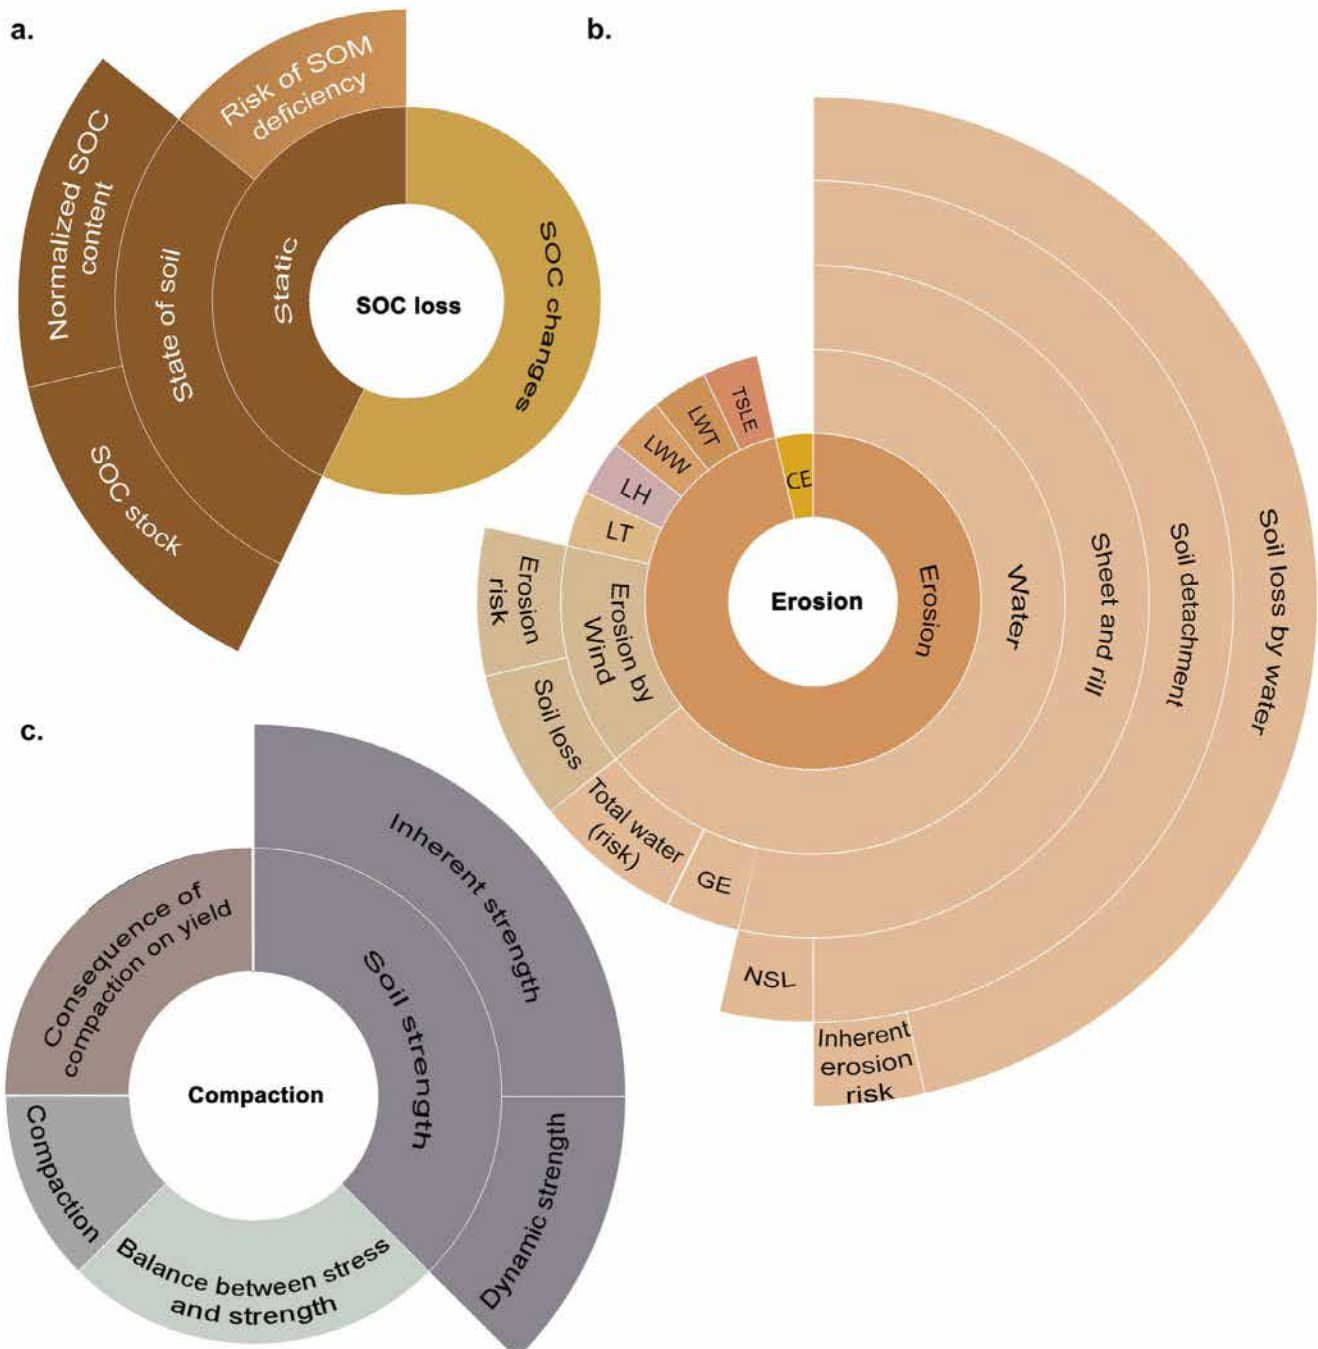 a.
Risk of SOM
deficiency
Normalized SOC
content
State of soil
Static
SOC stock
SOC loss
SOC changes
b.
TSLE
LWT
LWW
LH
LT
CE
Erosion
risk
Erosion by
Wind
Soil loss
Erosion
Erosion
Water
Sheet and rill
Soil detachment
Soil loss by water
Total water
(risk)
GE
NSL
Inherent
erosion
risk
c.
Consequence of
compaction on yield
Compaction
Compaction
Balance between stress
and strength
Soil strength
Inherent strength
Dynamic strength